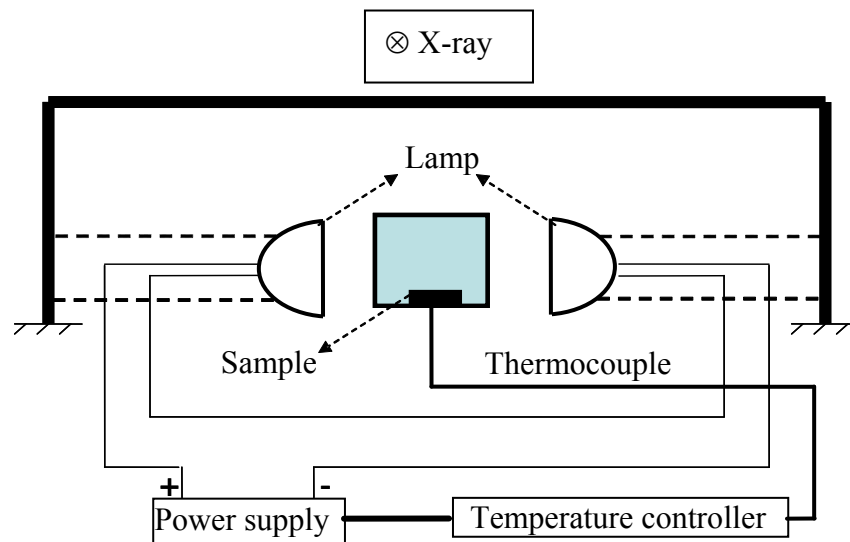 ⊗ X-ray
Lamp
Sample
Thermocouple
+
-
Power supply
Temperature controller